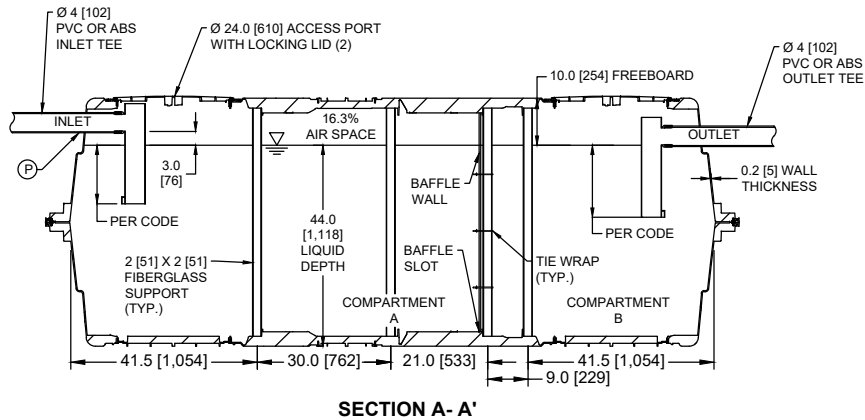 Ø 4 [102]
PVC OR ABS
INLET TEE
Ø 24.0 [610] ACCESS PORT
WITH LOCKING LID (2)
Ø 4 [102]
PVC OR ABS
OUTLET TEE
10.0 [254] FREEBOARD
INLET
16.3%
AIR SPACE
OUTLET
P
3.0
[76]
BAFFLE
WALL
0.2 [5] WALL
THICKNESS
PER CODE
44.0
[1,118]
LIQUID
DEPTH
BAFFLE
SLOT
PER CODE
2 [51] X 2 [51]
FIBERGLASS
SUPPORT
(TYP.)
TIE WRAP
(TYP.)
COMPARTMENT
A
COMPARTMENT
B
41.5 [1,054]
30.0 [762]
21.0 [533]
41.5 [1,054]
9.0 [229]
SECTION A- A'